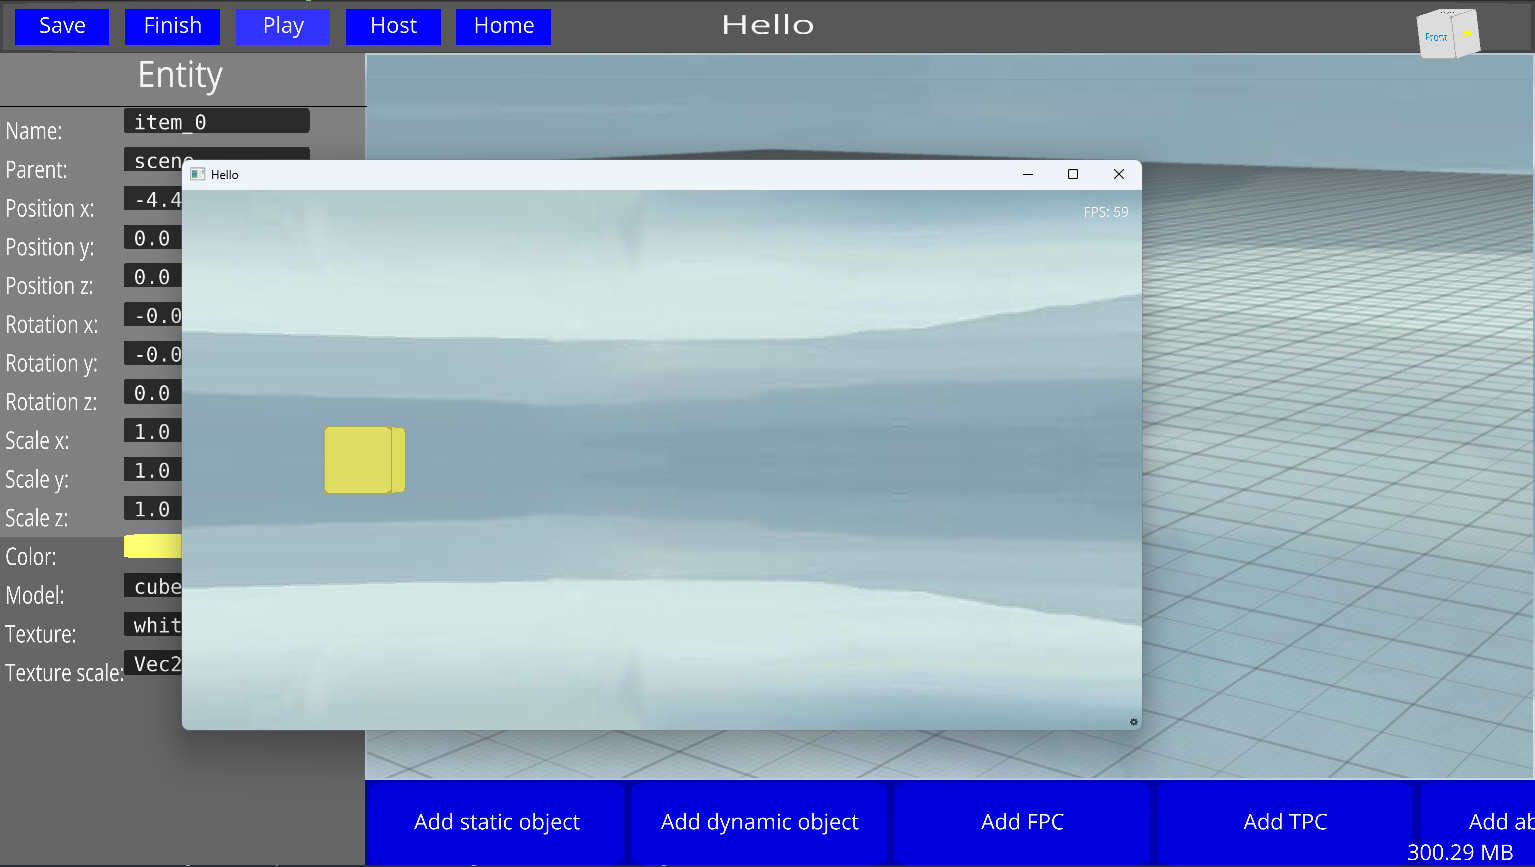 Save Finish Play Host Home Hello
Front
Entity
Name: item_0
Parent: scene
Position x: -4.4
Position y: 0.0
Position z: 0.0
Rotation x: -0.0
Rotation y: -0.0
Rotation z: 0.0
Scale x: 1.0
Scale y: 1.0
Scale z: 1.0
Color:
Model: cube
Texture: whit
Texture scale: Vec2
Hello
FPS: 59
Add static object Add dynamic object Add FPC Add TPC Add ab
300.29 MB